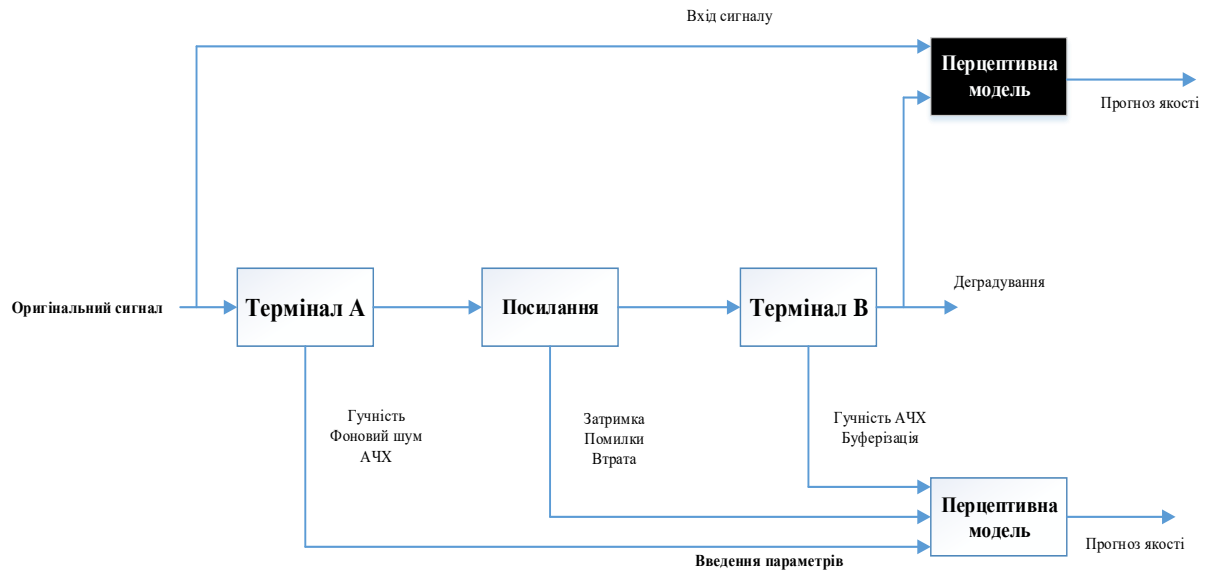 Вхід сигналу
Перцептивна
модель
Прогноз якості
Деградування
Оригінальний сигнал
Термінал А
Посилання
Термінал В
Гучність
Фоновий шум
АЧХ
Затримка
Помилки
Втрата
Гучність АЧХ
Буферізація
Перцептивна
модель
Прогноз якості
Введення параметрів